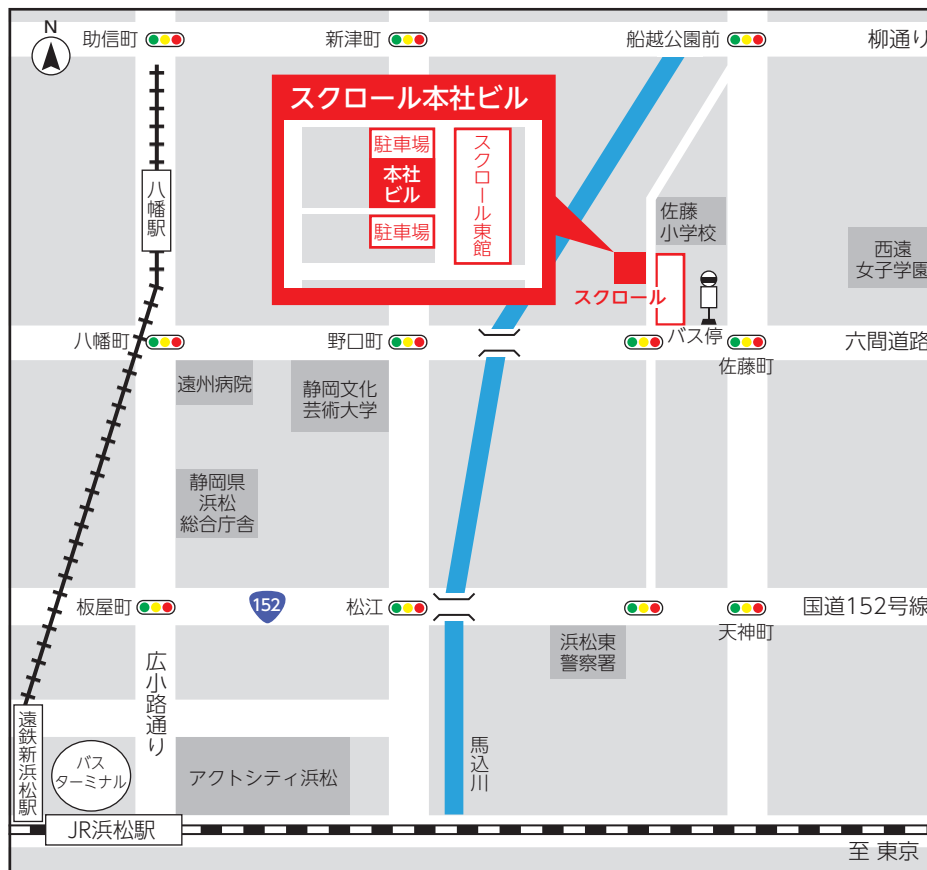 N
助信町
新津町
船越公園前
柳通り
スクロール本社ビル
駐車場
本社
ビル
駐車場
スクロール東館
八幡駅
佐藤
小学校
西遠
女子学園
スクロール
バス停
八幡町
野口町
佐藤町
六間道路
遠州病院
静岡文化
芸術大学
静岡県
浜松
総合庁舎
板屋町
152
松江
国道152号線
天神町
浜松東
警察署
広小路通り
遠鉄新浜松駅
バス
ターミナル
アクトシティ浜松
馬込川
JR浜松駅
至 東京